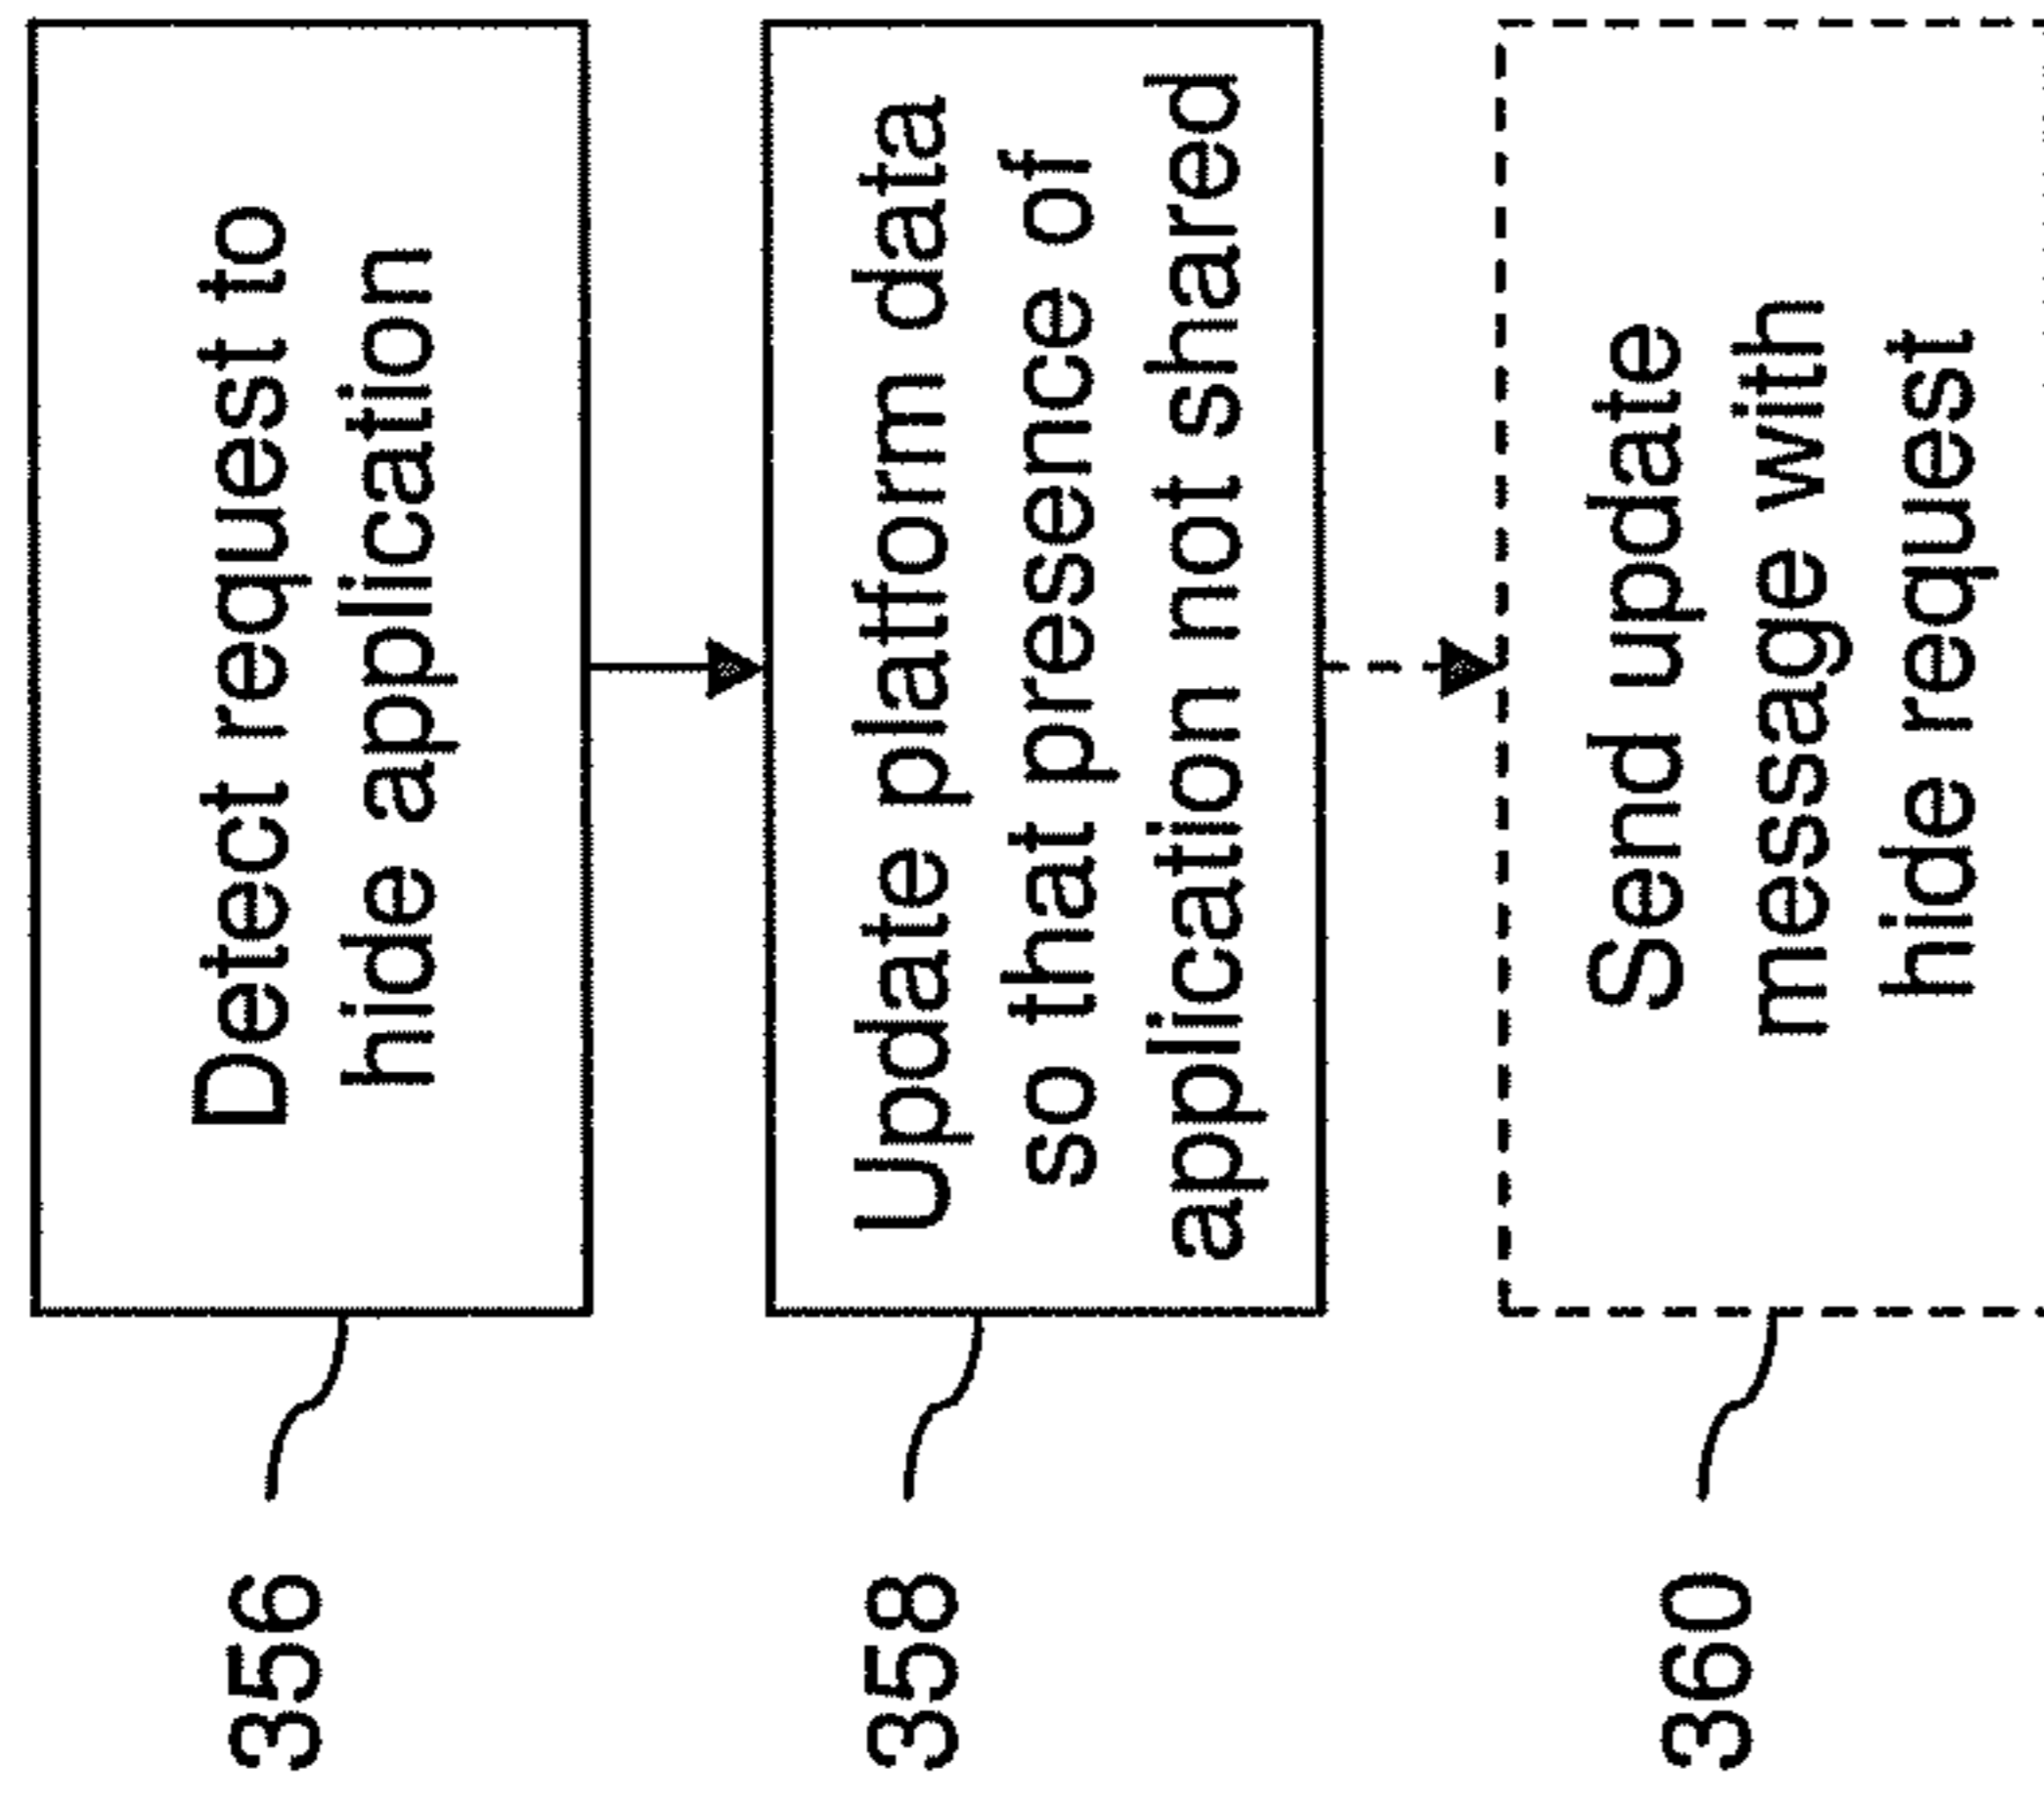 356
Detect request to
hide application
358
Update platform data
so that presence of
application not shared
360
Send update
message with
hide request